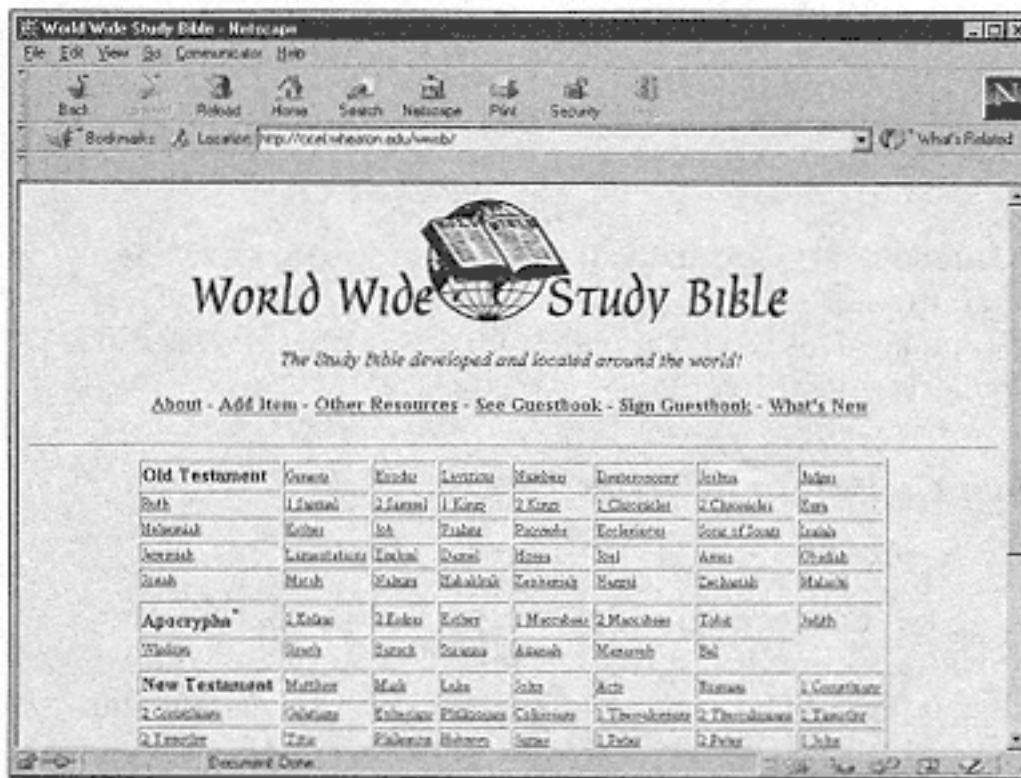 World Wide Study Bible - Netscape
File Edit View Go Communicator Help
Back Reload Home Search Netscape Print Security
Bookmarks Location: http://ccel.wheaton.edu/wwsb/ What's Related
World Wide Study Bible
The Study Bible developed and located around the world!
About - Add Item - Other Resources - See Guestbook - Sign Guestbook - What's New
Old Testament Genesis Exodus Leviticus Numbers Deuteronomy Joshua Judges
Ruth 1 Samuel 2 Samuel 1 Kings 2 Kings 1 Chronicles 2 Chronicles Ezra
Nehemiah Esther Job Psalms Proverbs Ecclesiastes Song of Songs Isaiah
Jeremiah Lamentations Ezekiel Daniel Hosea Joel Amos Obadiah
Jonah Micah Nahum Habakkuk Zephaniah Haggai Zechariah Malachi
Apocrypha* 1 Esdras 2 Esdras Esther 1 Maccabees 2 Maccabees Tobit Judith
Wisdom Sirach Baruch Susanna Azariah Manasseh Bel
New Testament Matthew Mark Luke John Acts Romans 1 Corinthians
2 Corinthians Galatians Ephesians Philippians Colossians 1 Thessalonians 2 Thessalonians 1 Timothy
2 Timothy Titus Philemon Hebrews James 1 Peter 2 Peter 1 John
Document: Done